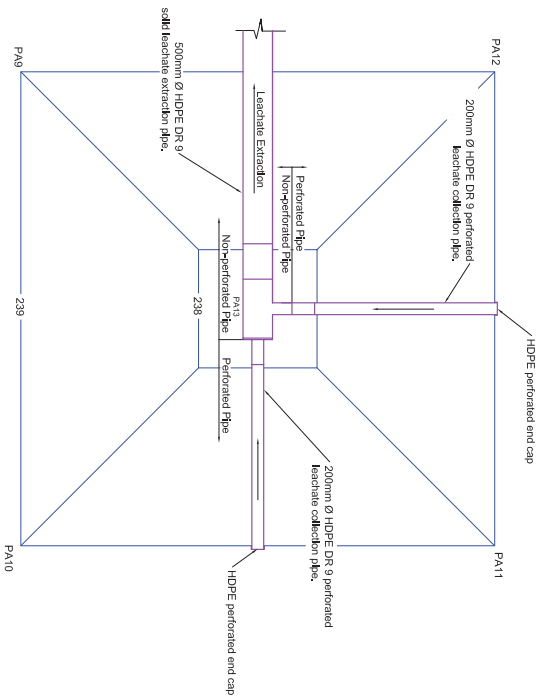 PA12
PA11
PA9
PA10
PA13
200mm Ø HDPE DR 9 perforated
leachate collection pipe.
HDPE perforated end cap
500mm Ø HDPE DR 9
solid leachate extraction pipe.
Leachate Extraction
Perforated Pipe
Non-perforated Pipe
Non-perforated Pipe
Perforated Pipe
238
239
200mm Ø HDPE DR 9 perforated
leachate collection pipe.
HDPE perforated end cap